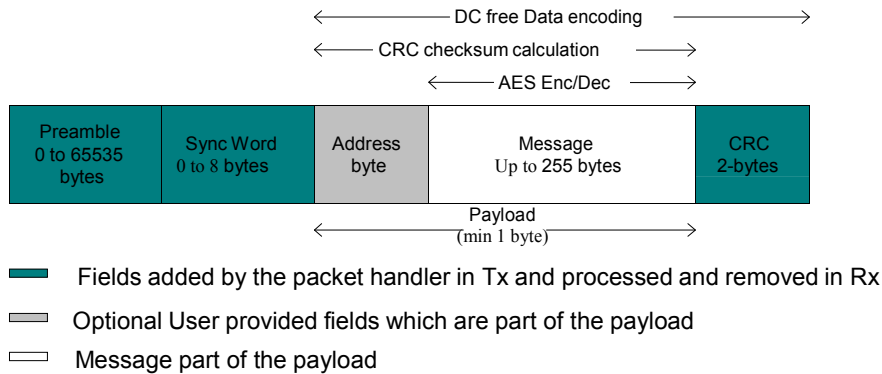 DC free Data encoding
CRC checksum calculation
AES Enc/Dec
Preamble
0 to 65535
bytes
Sync Word
0 to 8 bytes
Address
byte
Message
Up to 255 bytes
CRC
2-bytes
Payload
(min 1 byte)
Fields added by the packet handler in Tx and processed and removed in Rx
Optional User provided fields which are part of the payload
Message part of the payload